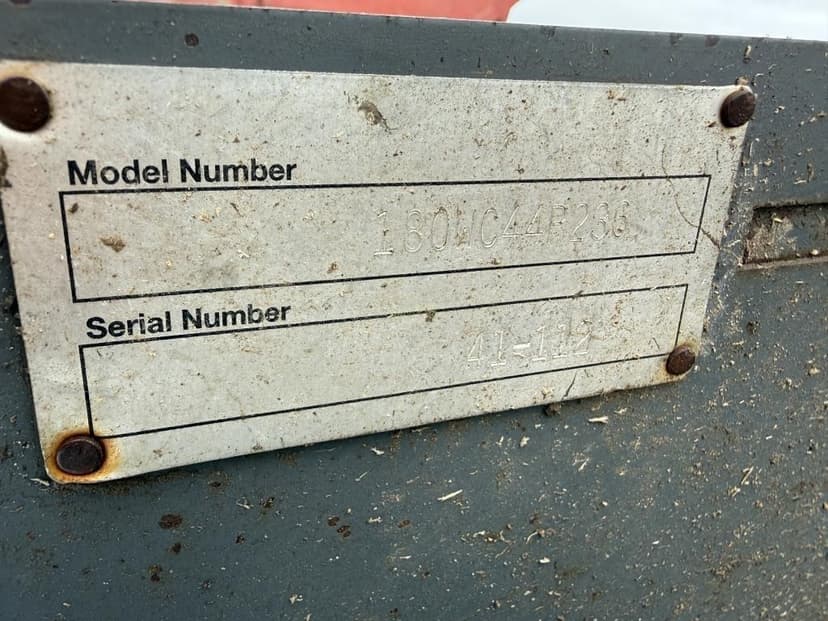 Model Number
180WC44P236
Serial Number
41-112